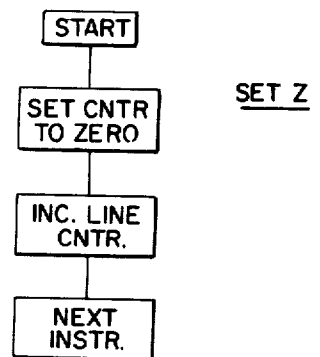 START
SET Z
SET CNTR
TO ZERO
INC. LINE
CNTR.
NEXT
INSTR.